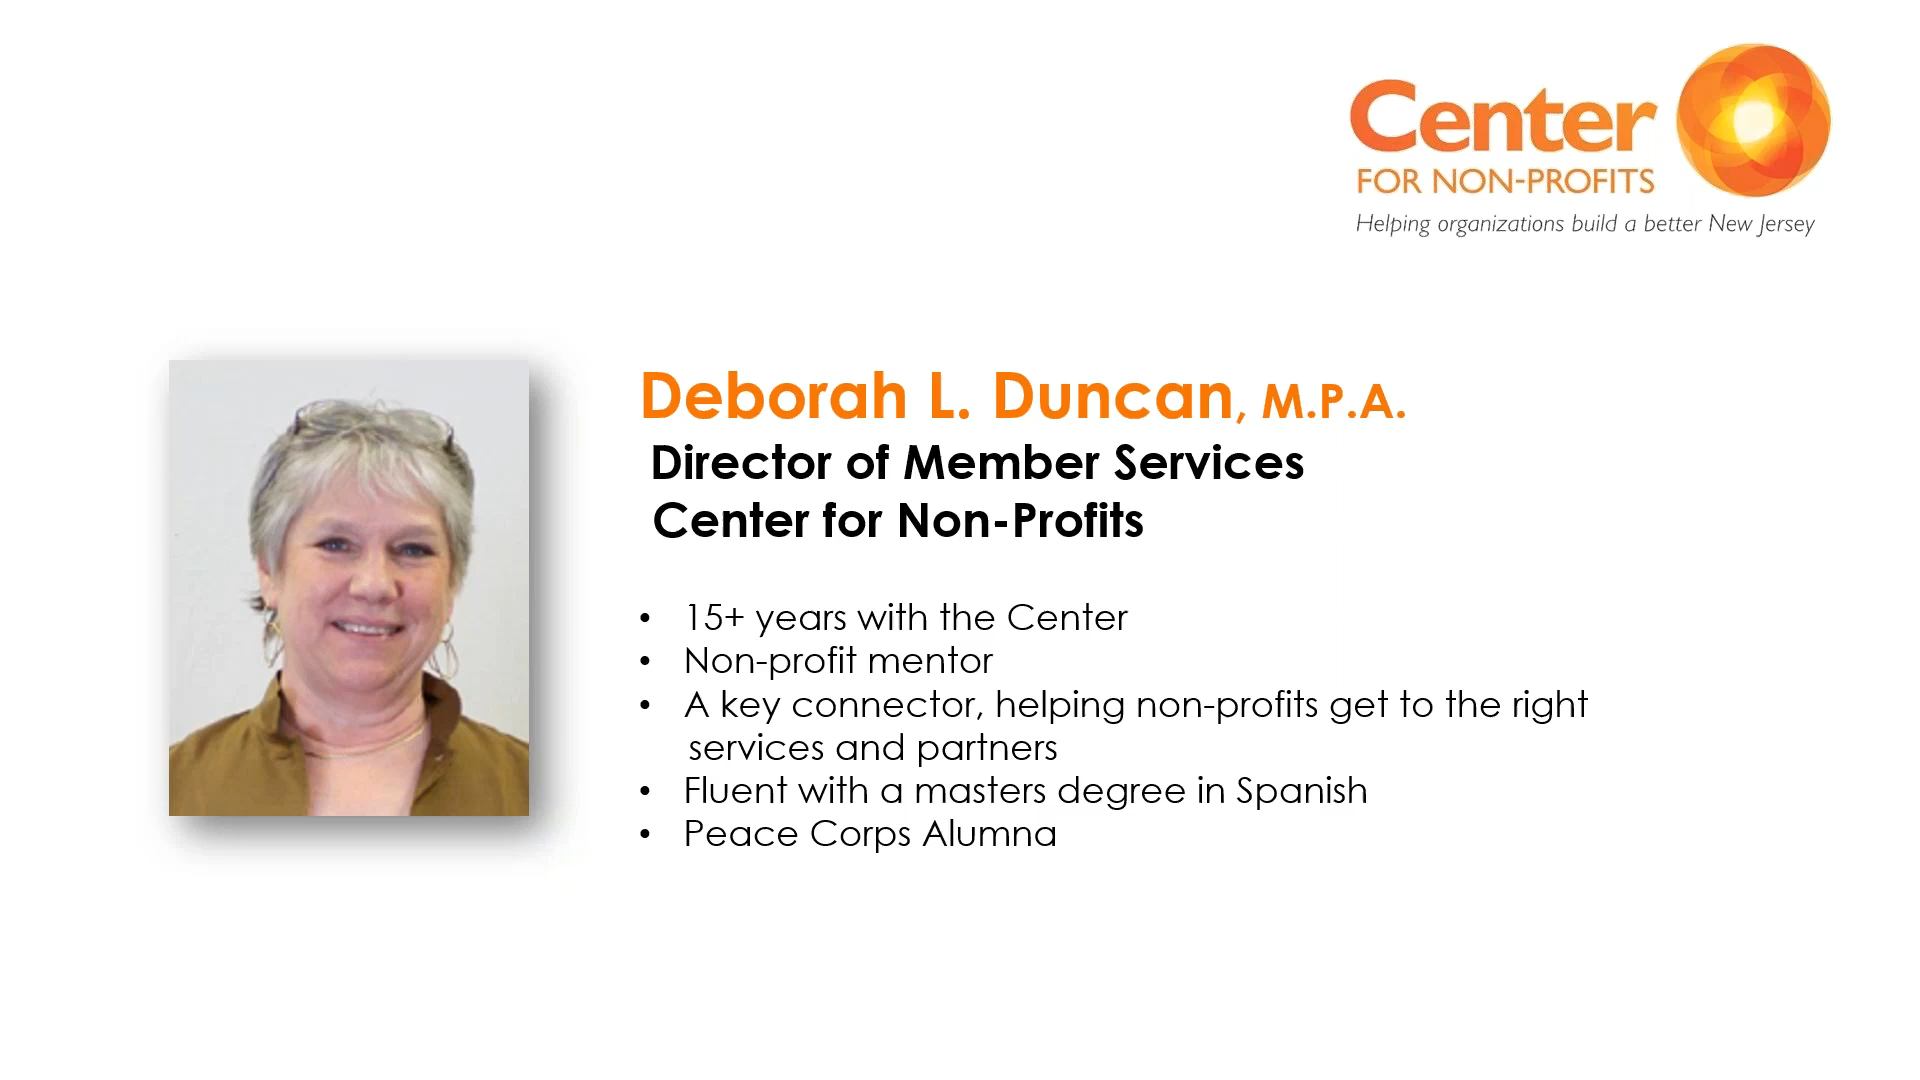 Center
FOR NON-PROFITS
Helping organizations build a better New Jersey
Deborah L. Duncan, M.P.A.
Director of Member Services
Center for Non-Profits
• 15+ years with the Center
• Non-profit mentor
• A key connector, helping non-profits get to the right
services and partners
• Fluent with a masters degree in Spanish
• Peace Corps Alumna